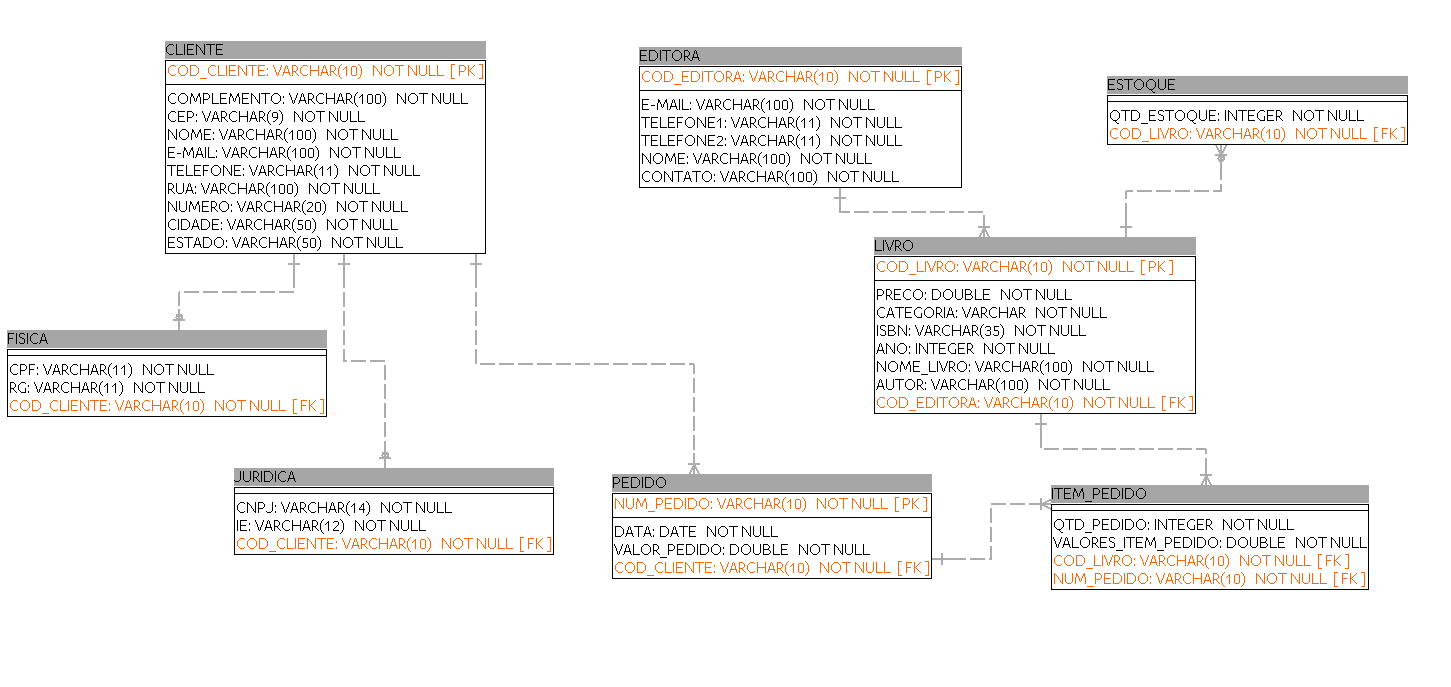 CLIENTE
COD_CLIENTE: VARCHAR(10) NOT NULL [PK]
COMPLEMENTO: VARCHAR(100) NOT NULL
CEP: VARCHAR(9) NOT NULL
NOME: VARCHAR(100) NOT NULL
E-MAIL: VARCHAR(100) NOT NULL
TELEFONE: VARCHAR(11) NOT NULL
RUA: VARCHAR(100) NOT NULL
NUMERO: VARCHAR(20) NOT NULL
CIDADE: VARCHAR(50) NOT NULL
ESTADO: VARCHAR(50) NOT NULL
EDITORA
COD_EDITORA: VARCHAR(10) NOT NULL [PK]
E-MAIL: VARCHAR(100) NOT NULL
TELEFONE1: VARCHAR(11) NOT NULL
TELEFONE2: VARCHAR(11) NOT NULL
NOME: VARCHAR(100) NOT NULL
CONTATO: VARCHAR(100) NOT NULL
ESTOQUE
QTD_ESTOQUE: INTEGER NOT NULL
COD_LIVRO: VARCHAR(10) NOT NULL [FK]
LIVRO
COD_LIVRO: VARCHAR(10) NOT NULL [PK]
PRECO: DOUBLE NOT NULL
CATEGORIA: VARCHAR NOT NULL
ISBN: VARCHAR(35) NOT NULL
ANO: INTEGER NOT NULL
NOME_LIVRO: VARCHAR(100) NOT NULL
AUTOR: VARCHAR(100) NOT NULL
COD_EDITORA: VARCHAR(10) NOT NULL [FK]
FISICA
CPF: VARCHAR(11) NOT NULL
RG: VARCHAR(11) NOT NULL
COD_CLIENTE: VARCHAR(10) NOT NULL [FK]
JURIDICA
CNPJ: VARCHAR(14) NOT NULL
IE: VARCHAR(12) NOT NULL
COD_CLIENTE: VARCHAR(10) NOT NULL [FK]
PEDIDO
NUM_PEDIDO: VARCHAR(10) NOT NULL [PK]
DATA: DATE NOT NULL
VALOR_PEDIDO: DOUBLE NOT NULL
COD_CLIENTE: VARCHAR(10) NOT NULL [FK]
ITEM_PEDIDO
QTD_PEDIDO: INTEGER NOT NULL
VALORES_ITEM_PEDIDO: DOUBLE NOT NULL
COD_LIVRO: VARCHAR(10) NOT NULL [FK]
NUM_PEDIDO: VARCHAR(10) NOT NULL [FK]